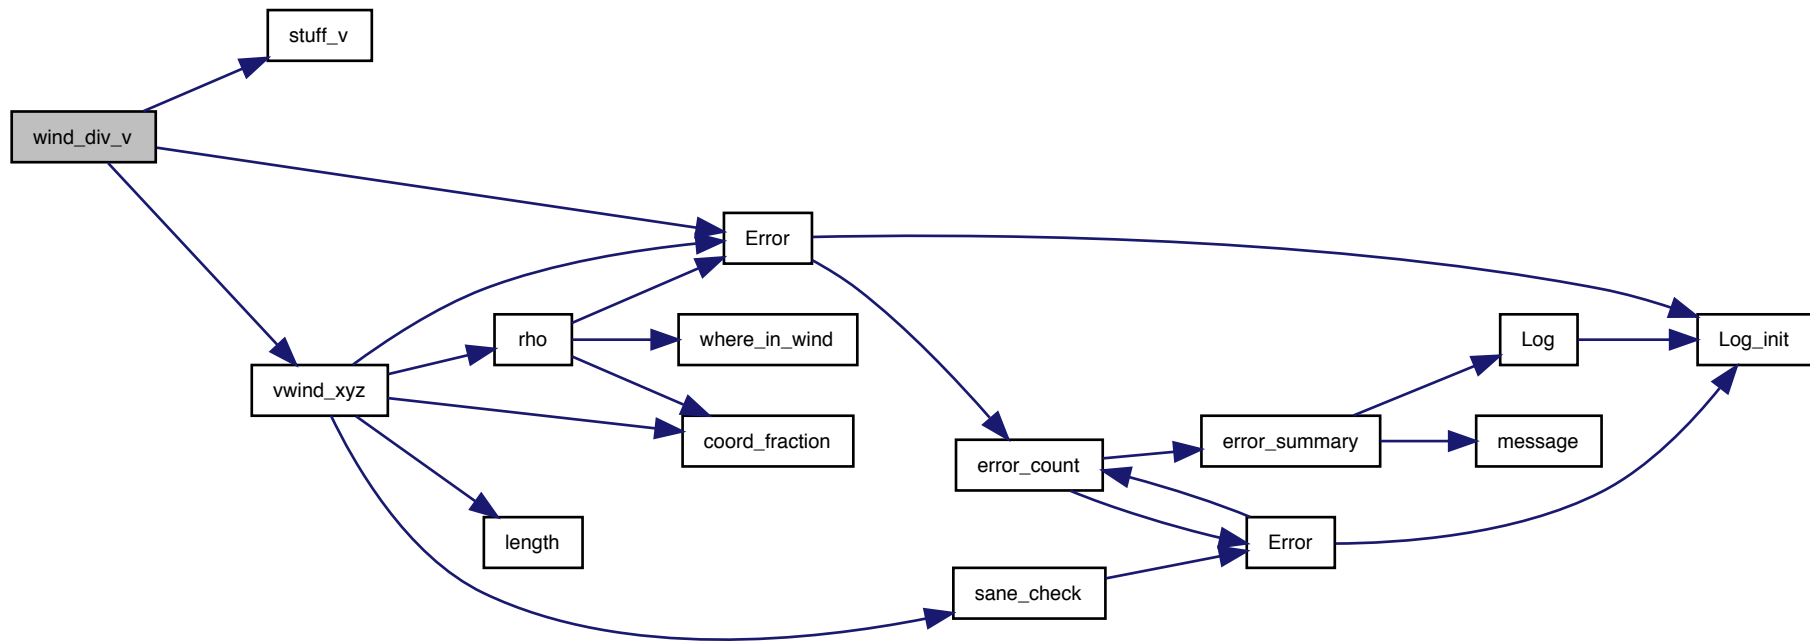 stuff_v
wind_div_v
Error
rho
where_in_wind
Log
Log_init
vwind_xyz
coord_fraction
error_summary
message
error_count
length
Error
sane_check